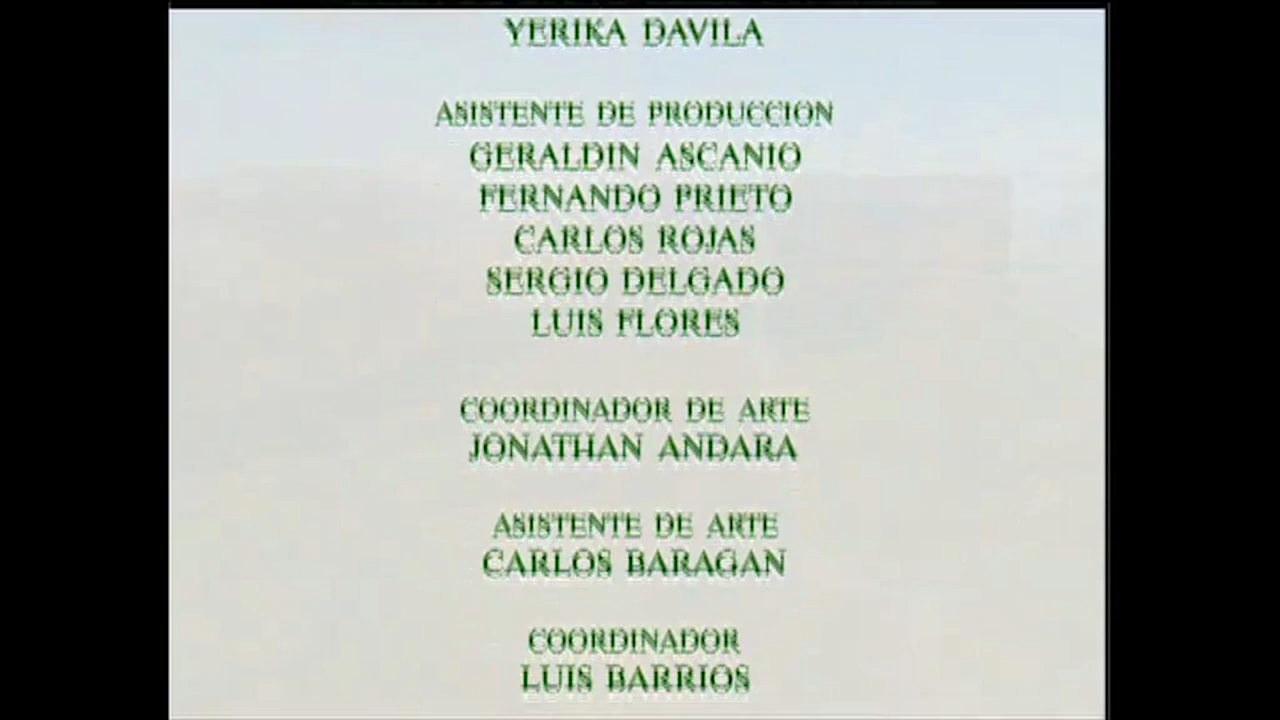 YERIKA DAVILA
ASISTENTE DE PRODUCCION
GERALDIN ASCANIO
FERNANDO PRIETO
CARLOS ROJAS
SERGIO DELGADO
LUIS FLORES
COORDINADOR DE ARTE
JONATHAN ANDARA
ASISTENTE DE ARTE
CARLOS BARAGAN
COORDINADOR
LUIS BARRIOS